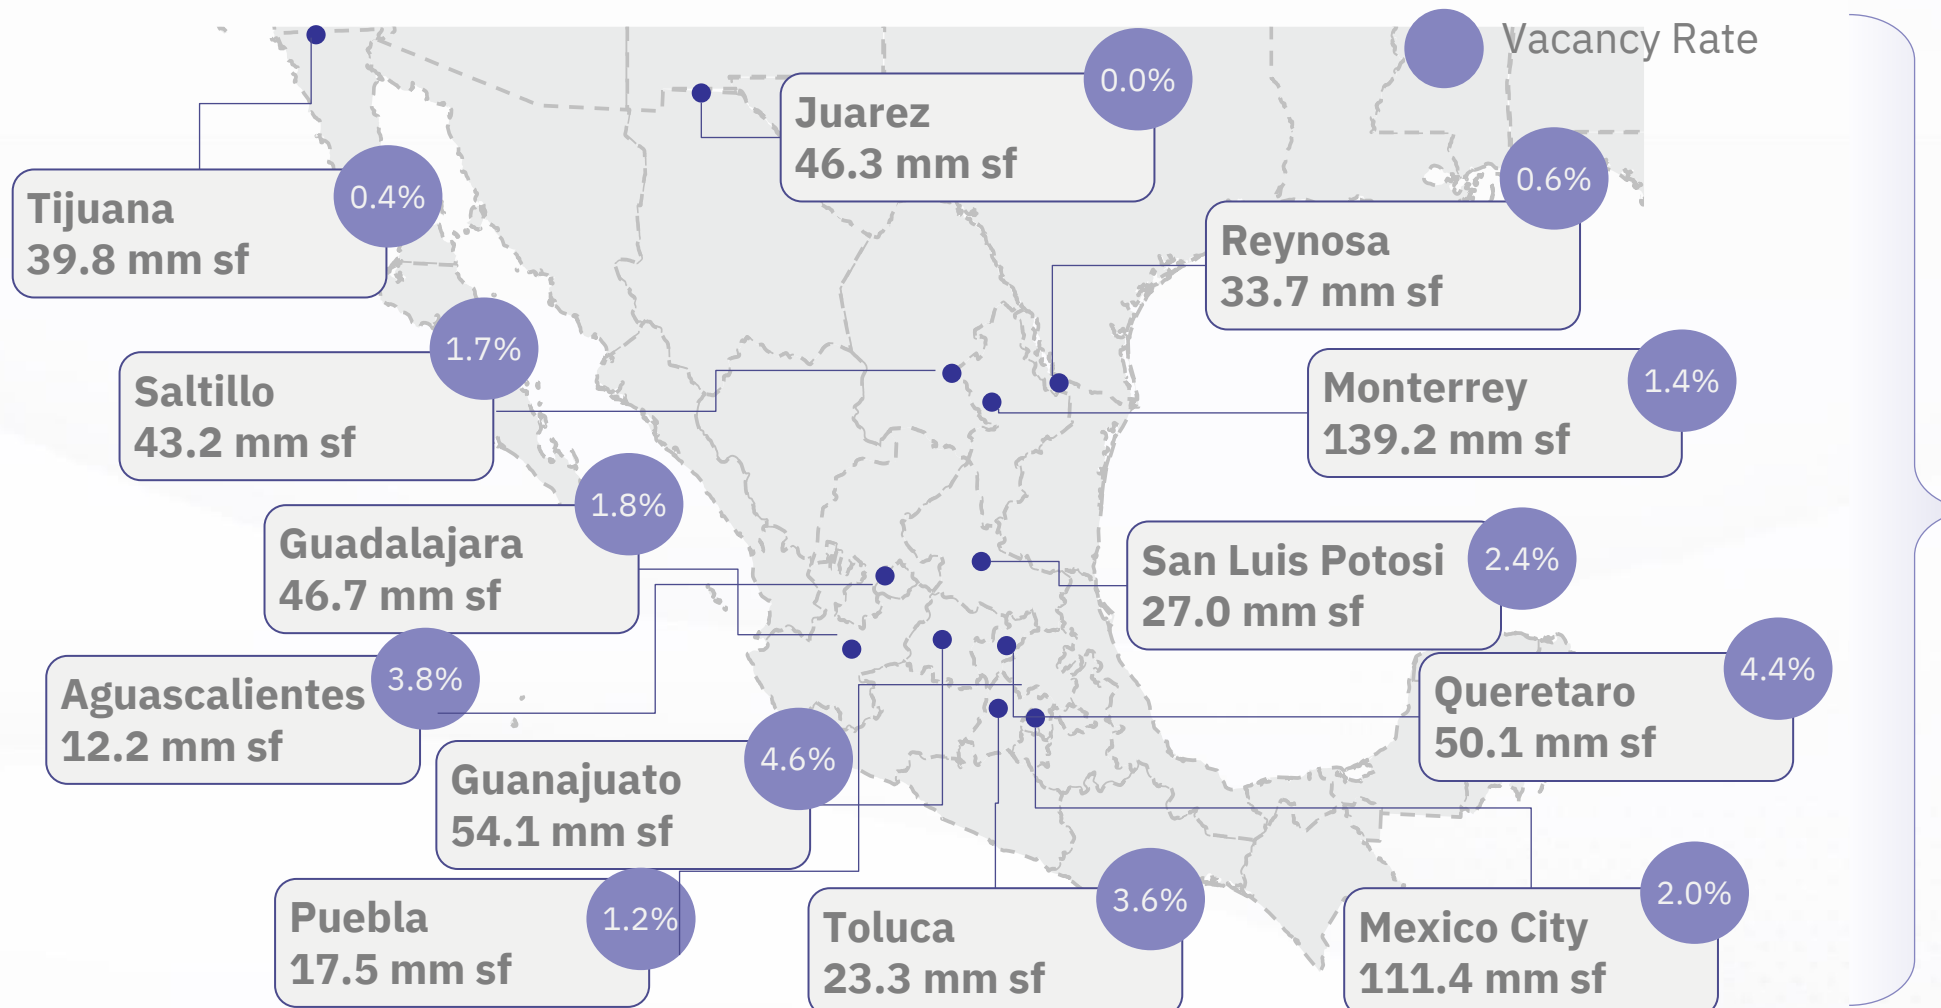 Vacancy Rate
0.0%
Juarez
46.3 mm sf
0.4%
Tijuana
39.8 mm sf
0.6%
Reynosa
33.7 mm sf
1.7%
Saltillo
43.2 mm sf
1.4%
Monterrey
139.2 mm sf
1.8%
Guadalajara
46.7 mm sf
2.4%
San Luis Potosi
27.0 mm sf
3.8%
Aguascalientes
12.2 mm sf
4.4%
Queretaro
50.1 mm sf
4.6%
Guanajuato
54.1 mm sf
1.2%
Puebla
17.5 mm sf
3.6%
Toluca
23.3 mm sf
2.0%
Mexico City
111.4 mm sf